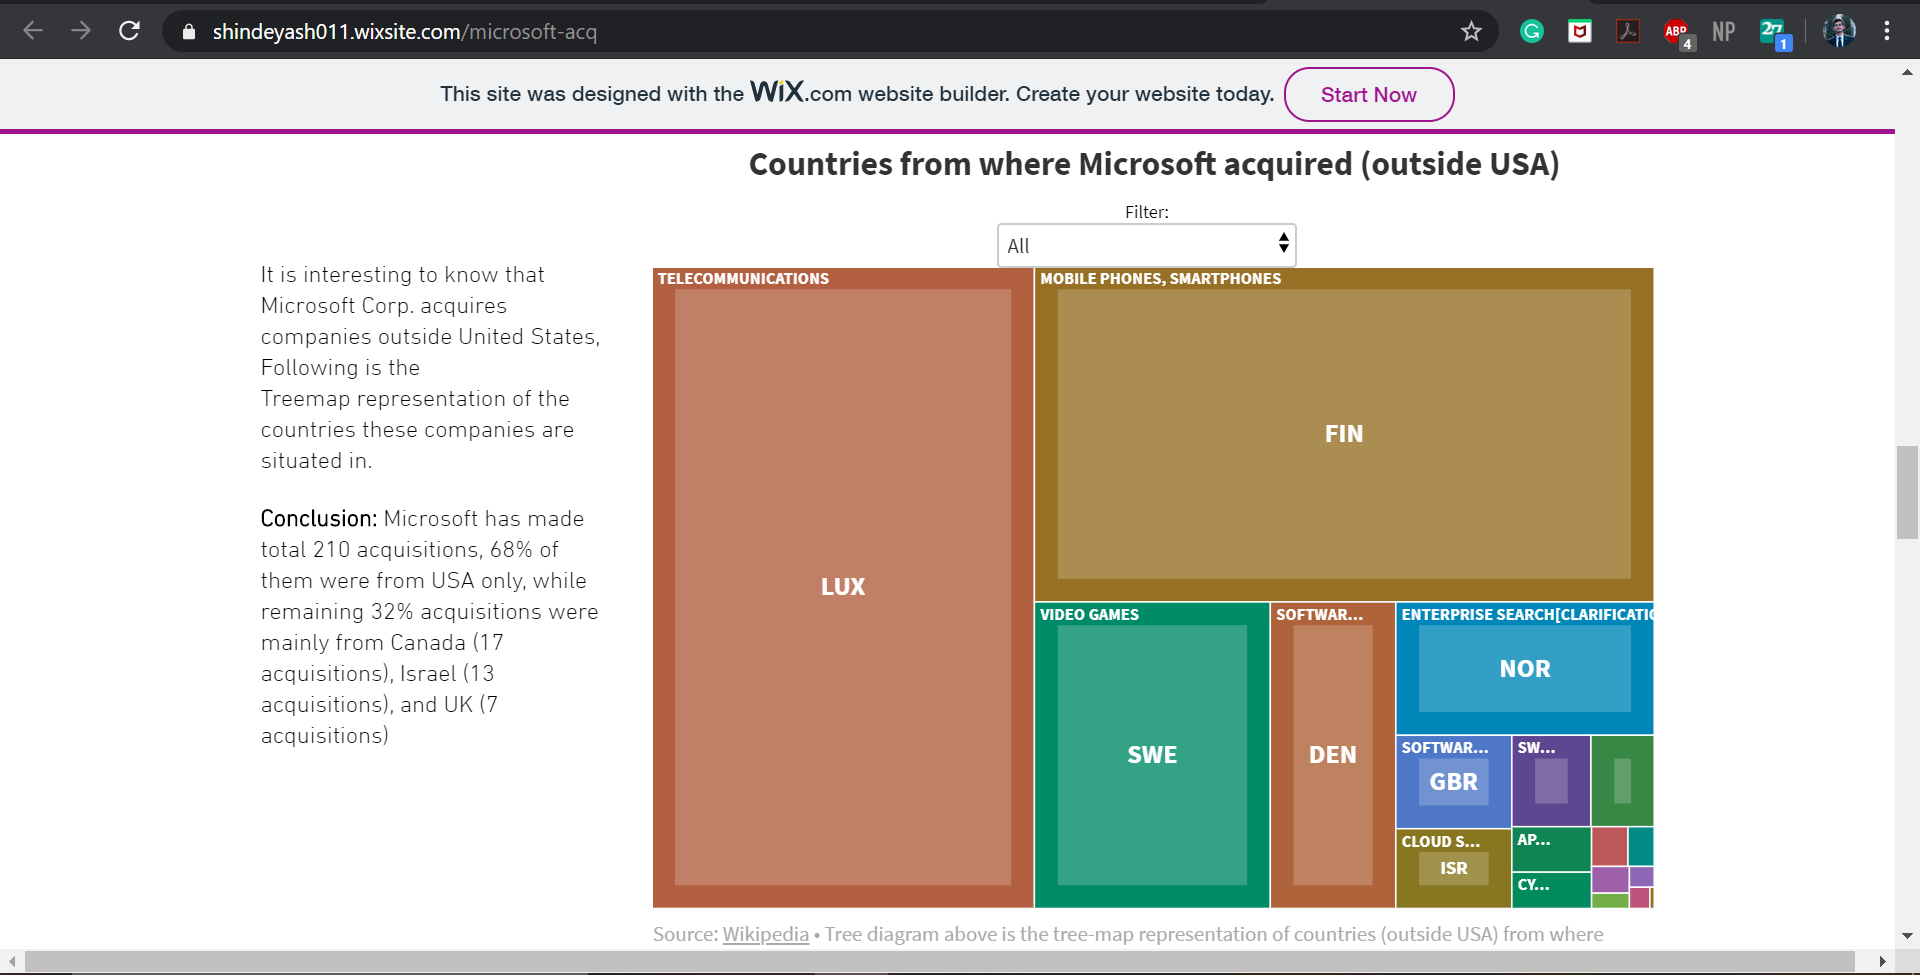 shindeyash011.wixsite.com/microsoft-acq
ABP
4
NP
27
1
This site was designed with the WiX.com website builder. Create your website today.
Start Now
Countries from where Microsoft acquired (outside USA)
Filter:
All
It is interesting to know that
Microsoft Corp. acquires
companies outside United States,
Following is the
Treemap representation of the
countries these companies are
situated in.
Conclusion: Microsoft has made
total 210 acquisitions, 68% of
them were from USA only, while
remaining 32% acquisitions were
mainly from Canada (17
acquisitions), Israel (13
acquisitions), and UK (7
acquisitions)
TELECOMMUNICATIONS
LUX
MOBILE PHONES, SMARTPHONES
FIN
VIDEO GAMES
SWE
SOFTWAR...
DEN
ENTERPRISE SEARCH[CLARIFICATIO
NOR
SOFTWAR...
GBR
SW...
CLOUD S...
ISR
AP...
CY...
Source: Wikipedia • Tree diagram above is the tree-map representation of countries (outside USA) from where